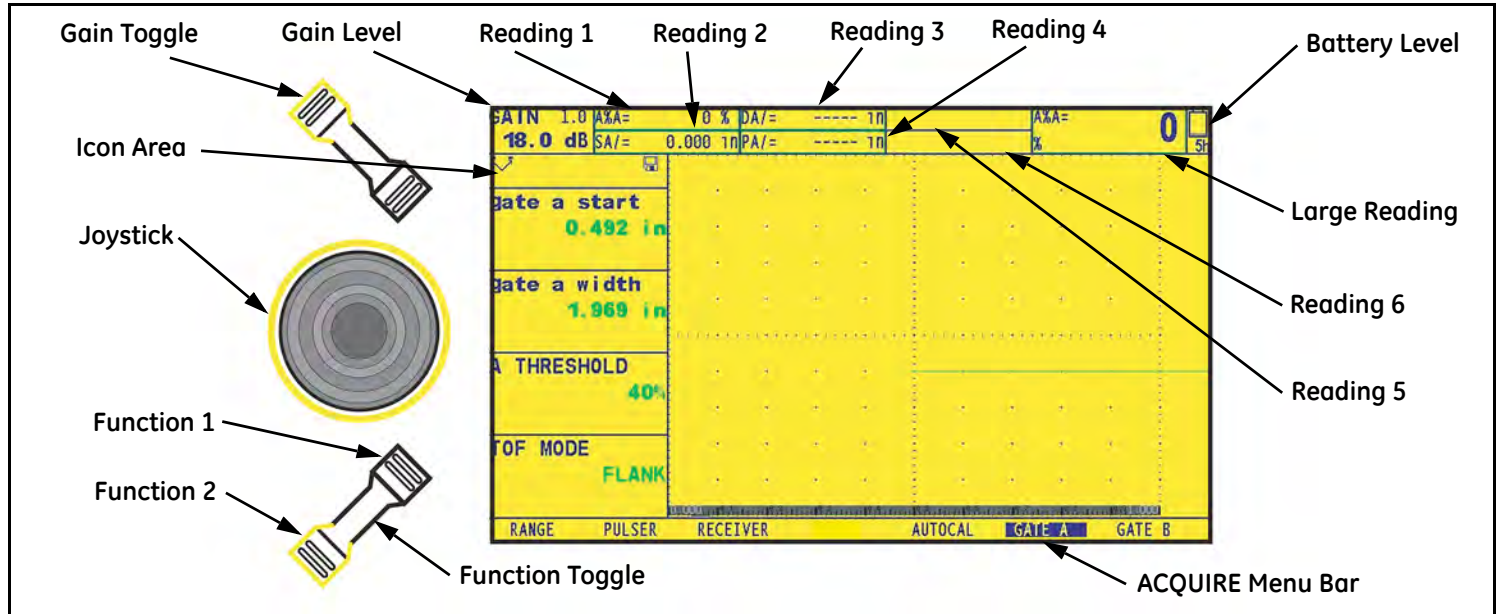 Gain Toggle
Gain Level
Reading 1
Reading 2
Reading 3
Reading 4
Battery Level
Icon Area
Joystick
Function 1
Function 2
Function Toggle
Large Reading
Reading 6
Reading 5
ACQUIRE Menu Bar
GAIN 1.0
18.0 dB
A%A= 0 %
SA/= 0.000 in
DA/= ----- in
PA/= ----- in
A%A=
%
0
5h
gate a start
0.492 in
gate a width
1.969 in
A THRESHOLD
40%
TOF MODE
FLANK
0.000
RANGE PULSER RECEIVER AUTOCAL GATE A GATE B